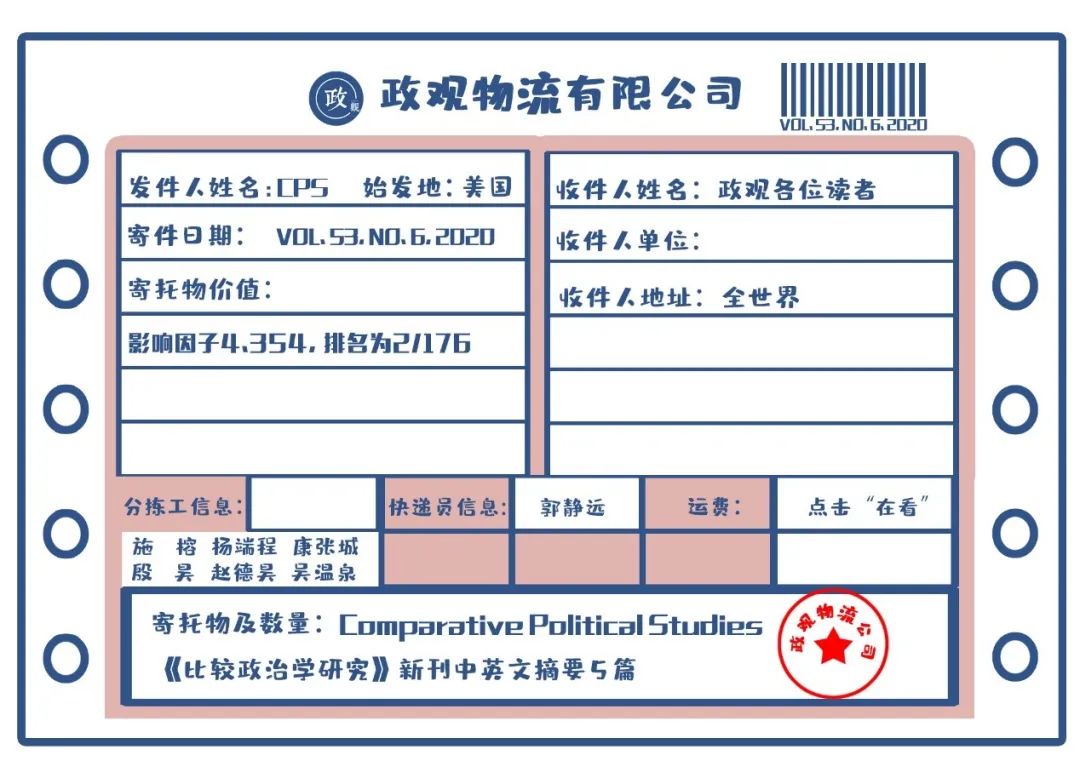 政观 政观物流有限公司
VOL.53,NO.6,2020
发件人姓名:CPS 始发地：美国
寄件日期： VOL.53,NO.6,2020
寄托物价值：
影响因子4.354，排名为2/176
收件人姓名：政观各位读者
收件人单位：
收件人地址：全世界
分拣工信息： 快递员信息： 郭静远 运费： 点击“在看”
施 榕 杨端程 康张城
殷 昊 赵德昊 吴温泉
寄托物及数量：Comparative Political Studies
《比较政治学研究》新刊中英文摘要5篇
政观物流公司